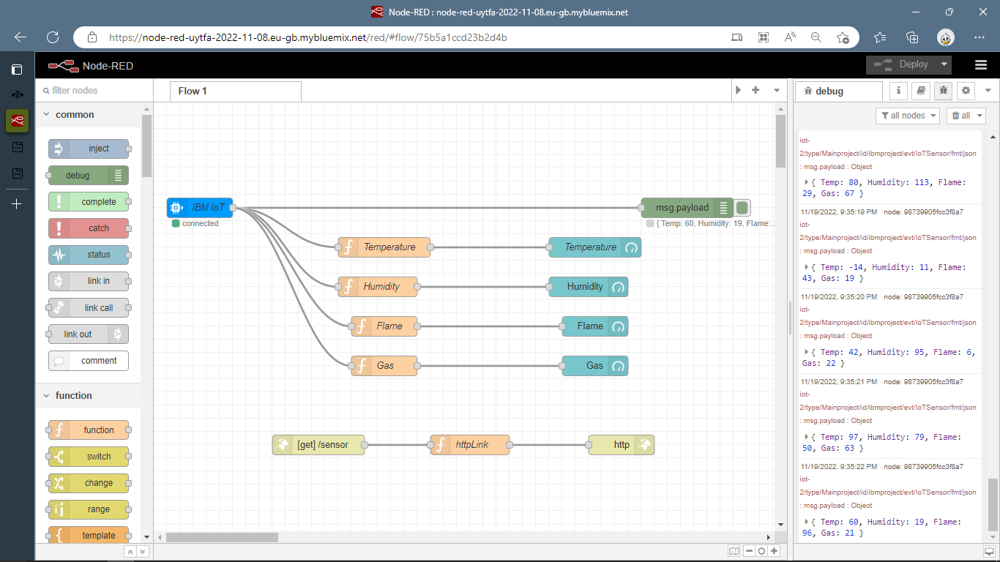 Node-RED : node-red-uytfa-2022-11-08.eu-gb.mybluemix.net
https://node-red-uytfa-2022-11-08.eu-gb.mybluemix.net/red/#flow/75b5a1ccd23b2d4b
Node-RED
Deploy
filter nodes
common
inject
debug
complete
catch
status
link in
link call
link out
comment
function
function
switch
change
range
template
Flow 1
IBM IoT
connected
msg.payload
{ Temp: 60, Humidity: 19, Flame:...
Temperature
Temperature
Humidity
Humidity
Flame
Flame
Gas
Gas
[get] /sensor
httpLink
http
debug
all nodes
all
iot-
2/type/Mainproject/id/ibmproject/evt/IoTSensor/fmt/json
: msg.payload : Object
{ Temp: 80, Humidity: 113, Flame:
29, Gas: 67 }
11/19/2022, 9:35:19 PM node: 98739905fcc3f8a7
iot-
2/type/Mainproject/id/ibmproject/evt/IoTSensor/fmt/json
: msg.payload : Object
{ Temp: -14, Humidity: 11, Flame:
43, Gas: 19 }
11/19/2022, 9:35:20 PM node: 98739905fcc3f8a7
iot-
2/type/Mainproject/id/ibmproject/evt/IoTSensor/fmt/json
: msg.payload : Object
{ Temp: 42, Humidity: 95, Flame: 6,
Gas: 22 }
11/19/2022, 9:35:21 PM node: 98739905fcc3f8a7
iot-
2/type/Mainproject/id/ibmproject/evt/IoTSensor/fmt/json
: msg.payload : Object
{ Temp: 97, Humidity: 79, Flame:
50, Gas: 63 }
11/19/2022, 9:35:22 PM node: 98739905fcc3f8a7
iot-
2/type/Mainproject/id/ibmproject/evt/IoTSensor/fmt/json
: msg.payload : Object
{ Temp: 60, Humidity: 19, Flame:
96, Gas: 21 }